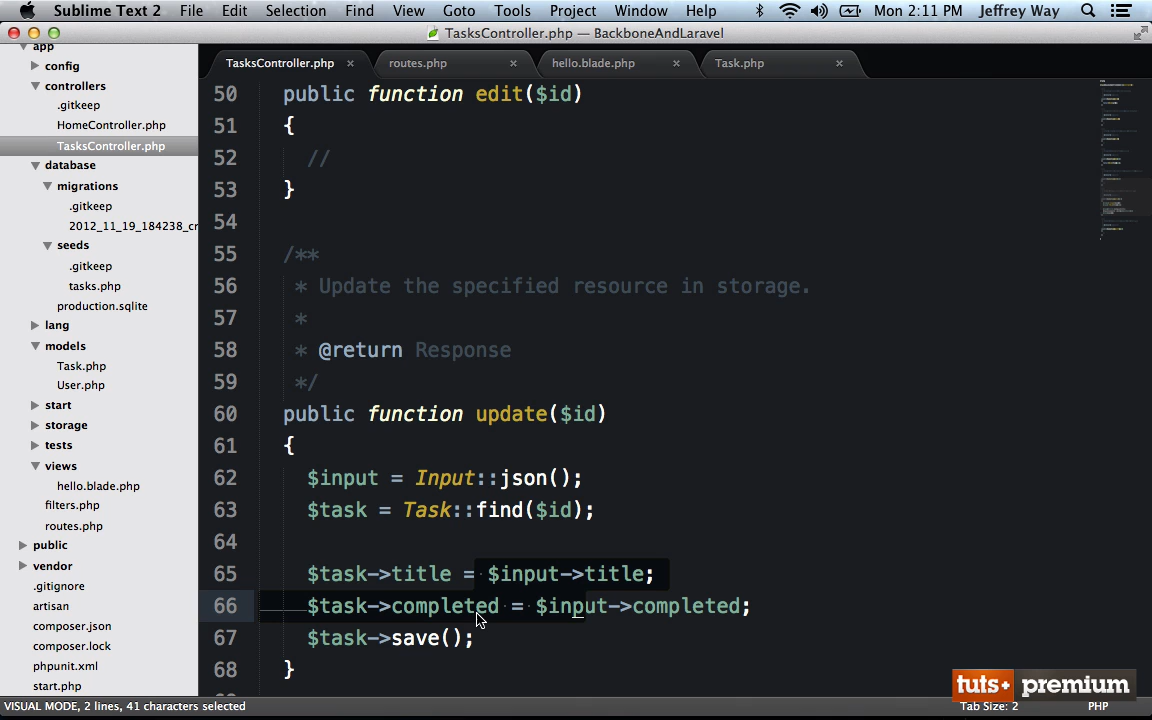 Sublime Text 2 File Edit Selection Find View Goto Tools Project Window Help Mon 2:11 PM Jeffrey Way
TasksController.php — BackboneAndLaravel
app
config
controllers
.gitkeep
HomeController.php
TasksController.php
database
migrations
.gitkeep
2012_11_19_184238_cr
seeds
.gitkeep
tasks.php
production.sqlite
lang
models
Task.php
User.php
start
storage
tests
views
hello.blade.php
filters.php
routes.php
public
vendor
.gitignore
artisan
composer.json
composer.lock
phpunit.xml
start.php
TasksController.php × routes.php × hello.blade.php × Task.php ×
50 public function edit($id)
51 {
52 //
53 }
54
55 /**
56 * Update the specified resource in storage.
57 *
58 * @return Response
59 */
60 public function update($id)
61 {
62 $input = Input::json();
63 $task = Task::find($id);
64
65 $task->title = $input->title;
66 $task->completed = $input->completed;
67 $task->save();
68 }
tuts+ premium
VISUAL MODE, 2 lines, 41 characters selected Tab Size: 2 PHP